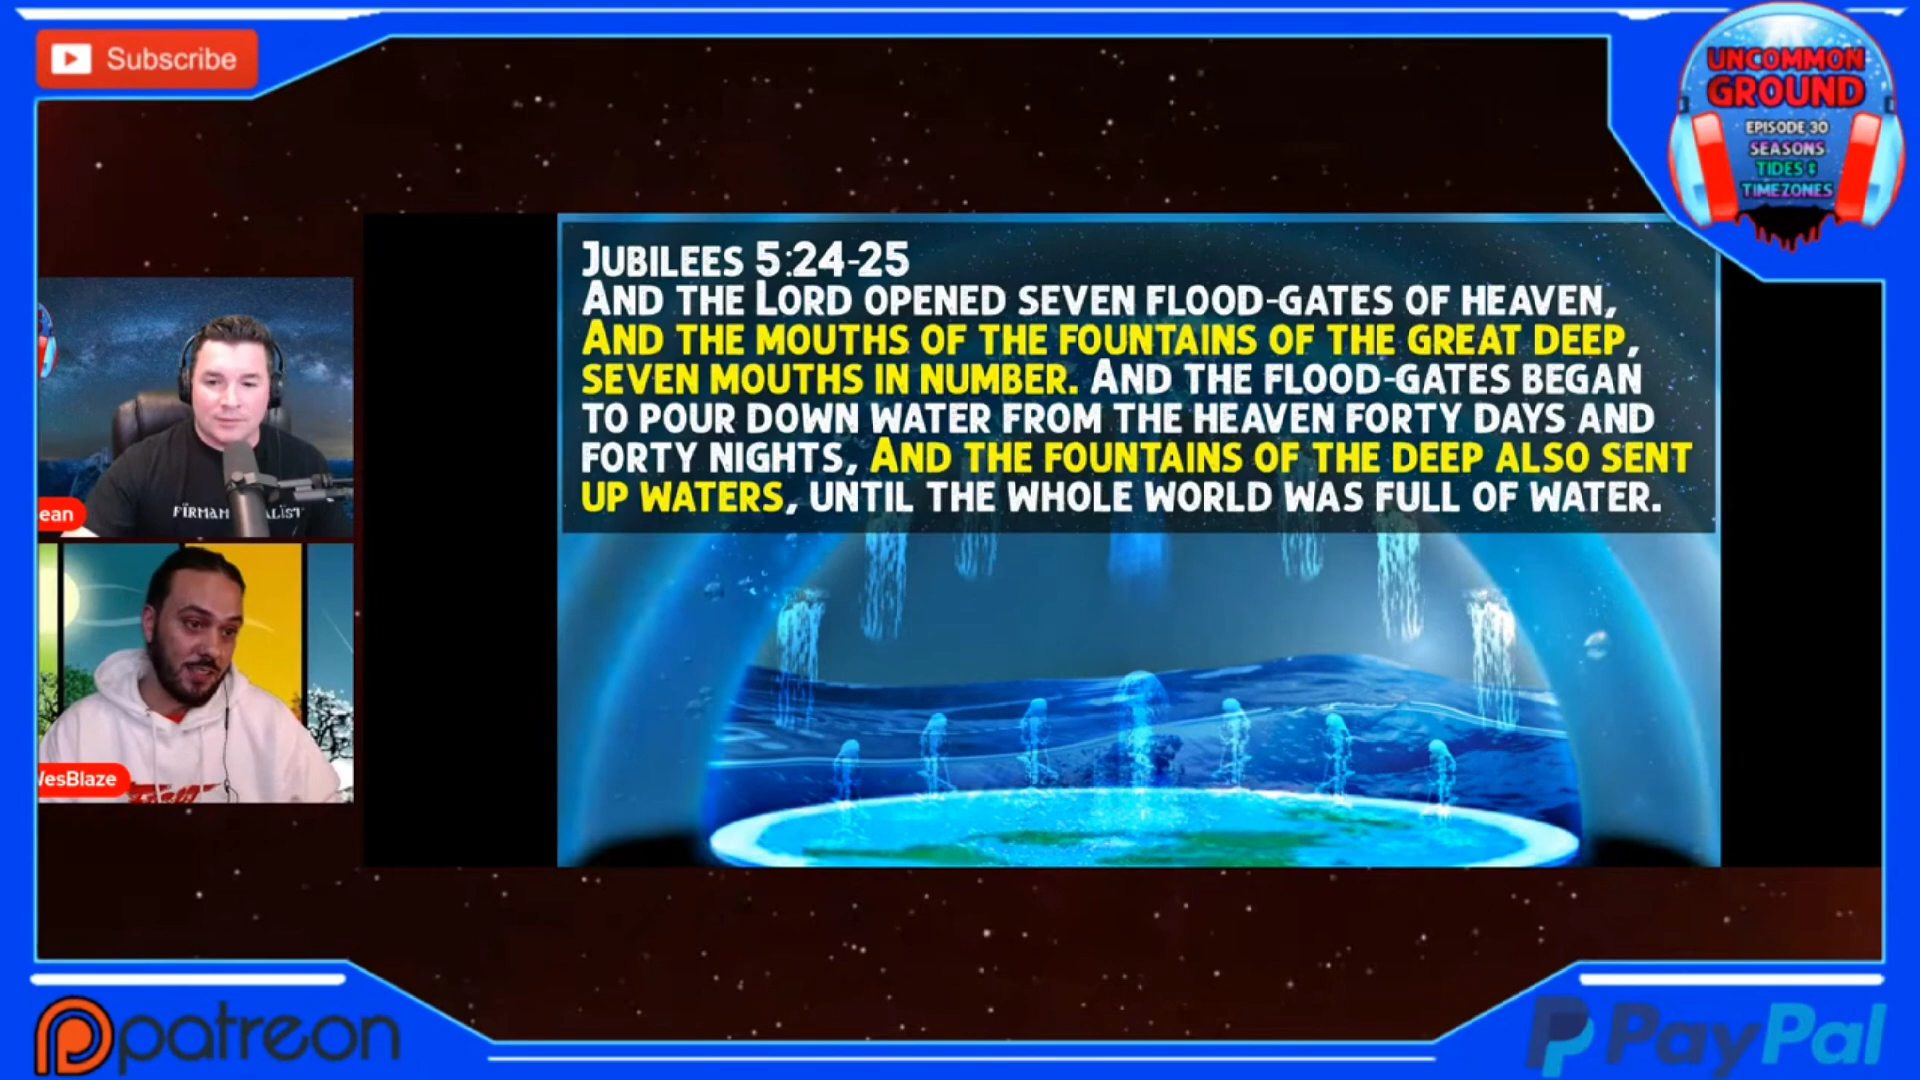 Subscribe
UNCOMMON
GROUND
EPISODE 30
SEASONS
TIDES &
TIMEZONES
JUBILEES 5:24-25
AND THE LORD OPENED SEVEN FLOOD-GATES OF HEAVEN,
AND THE MOUTHS OF THE FOUNTAINS OF THE GREAT DEEP,
SEVEN MOUTHS IN NUMBER. AND THE FLOOD-GATES BEGAN
TO POUR DOWN WATER FROM THE HEAVEN FORTY DAYS AND
FORTY NIGHTS, AND THE FOUNTAINS OF THE DEEP ALSO SENT
UP WATERS, UNTIL THE WHOLE WORLD WAS FULL OF WATER.
ean
esBlaze
patreon
PayPal